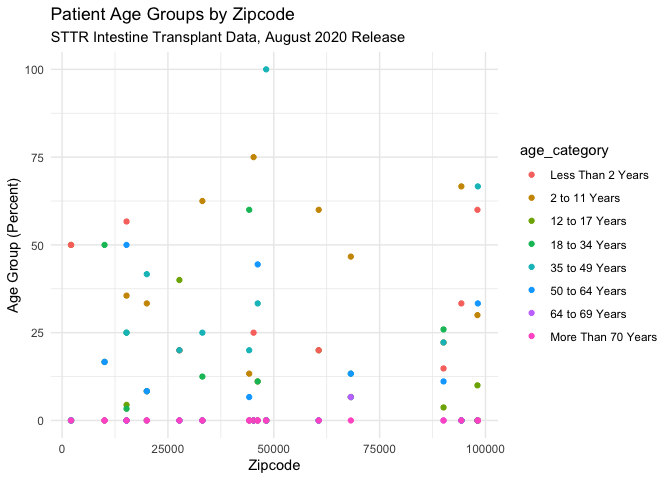 Patient Age Groups by Zipcode
STTR Intestine Transplant Data, August 2020 Release
100
75
50
25
0
Age Group (Percent)
0 25000 50000 75000 100000
Zipcode
age_category
Less Than 2 Years
2 to 11 Years
12 to 17 Years
18 to 34 Years
35 to 49 Years
50 to 64 Years
64 to 69 Years
More Than 70 Years